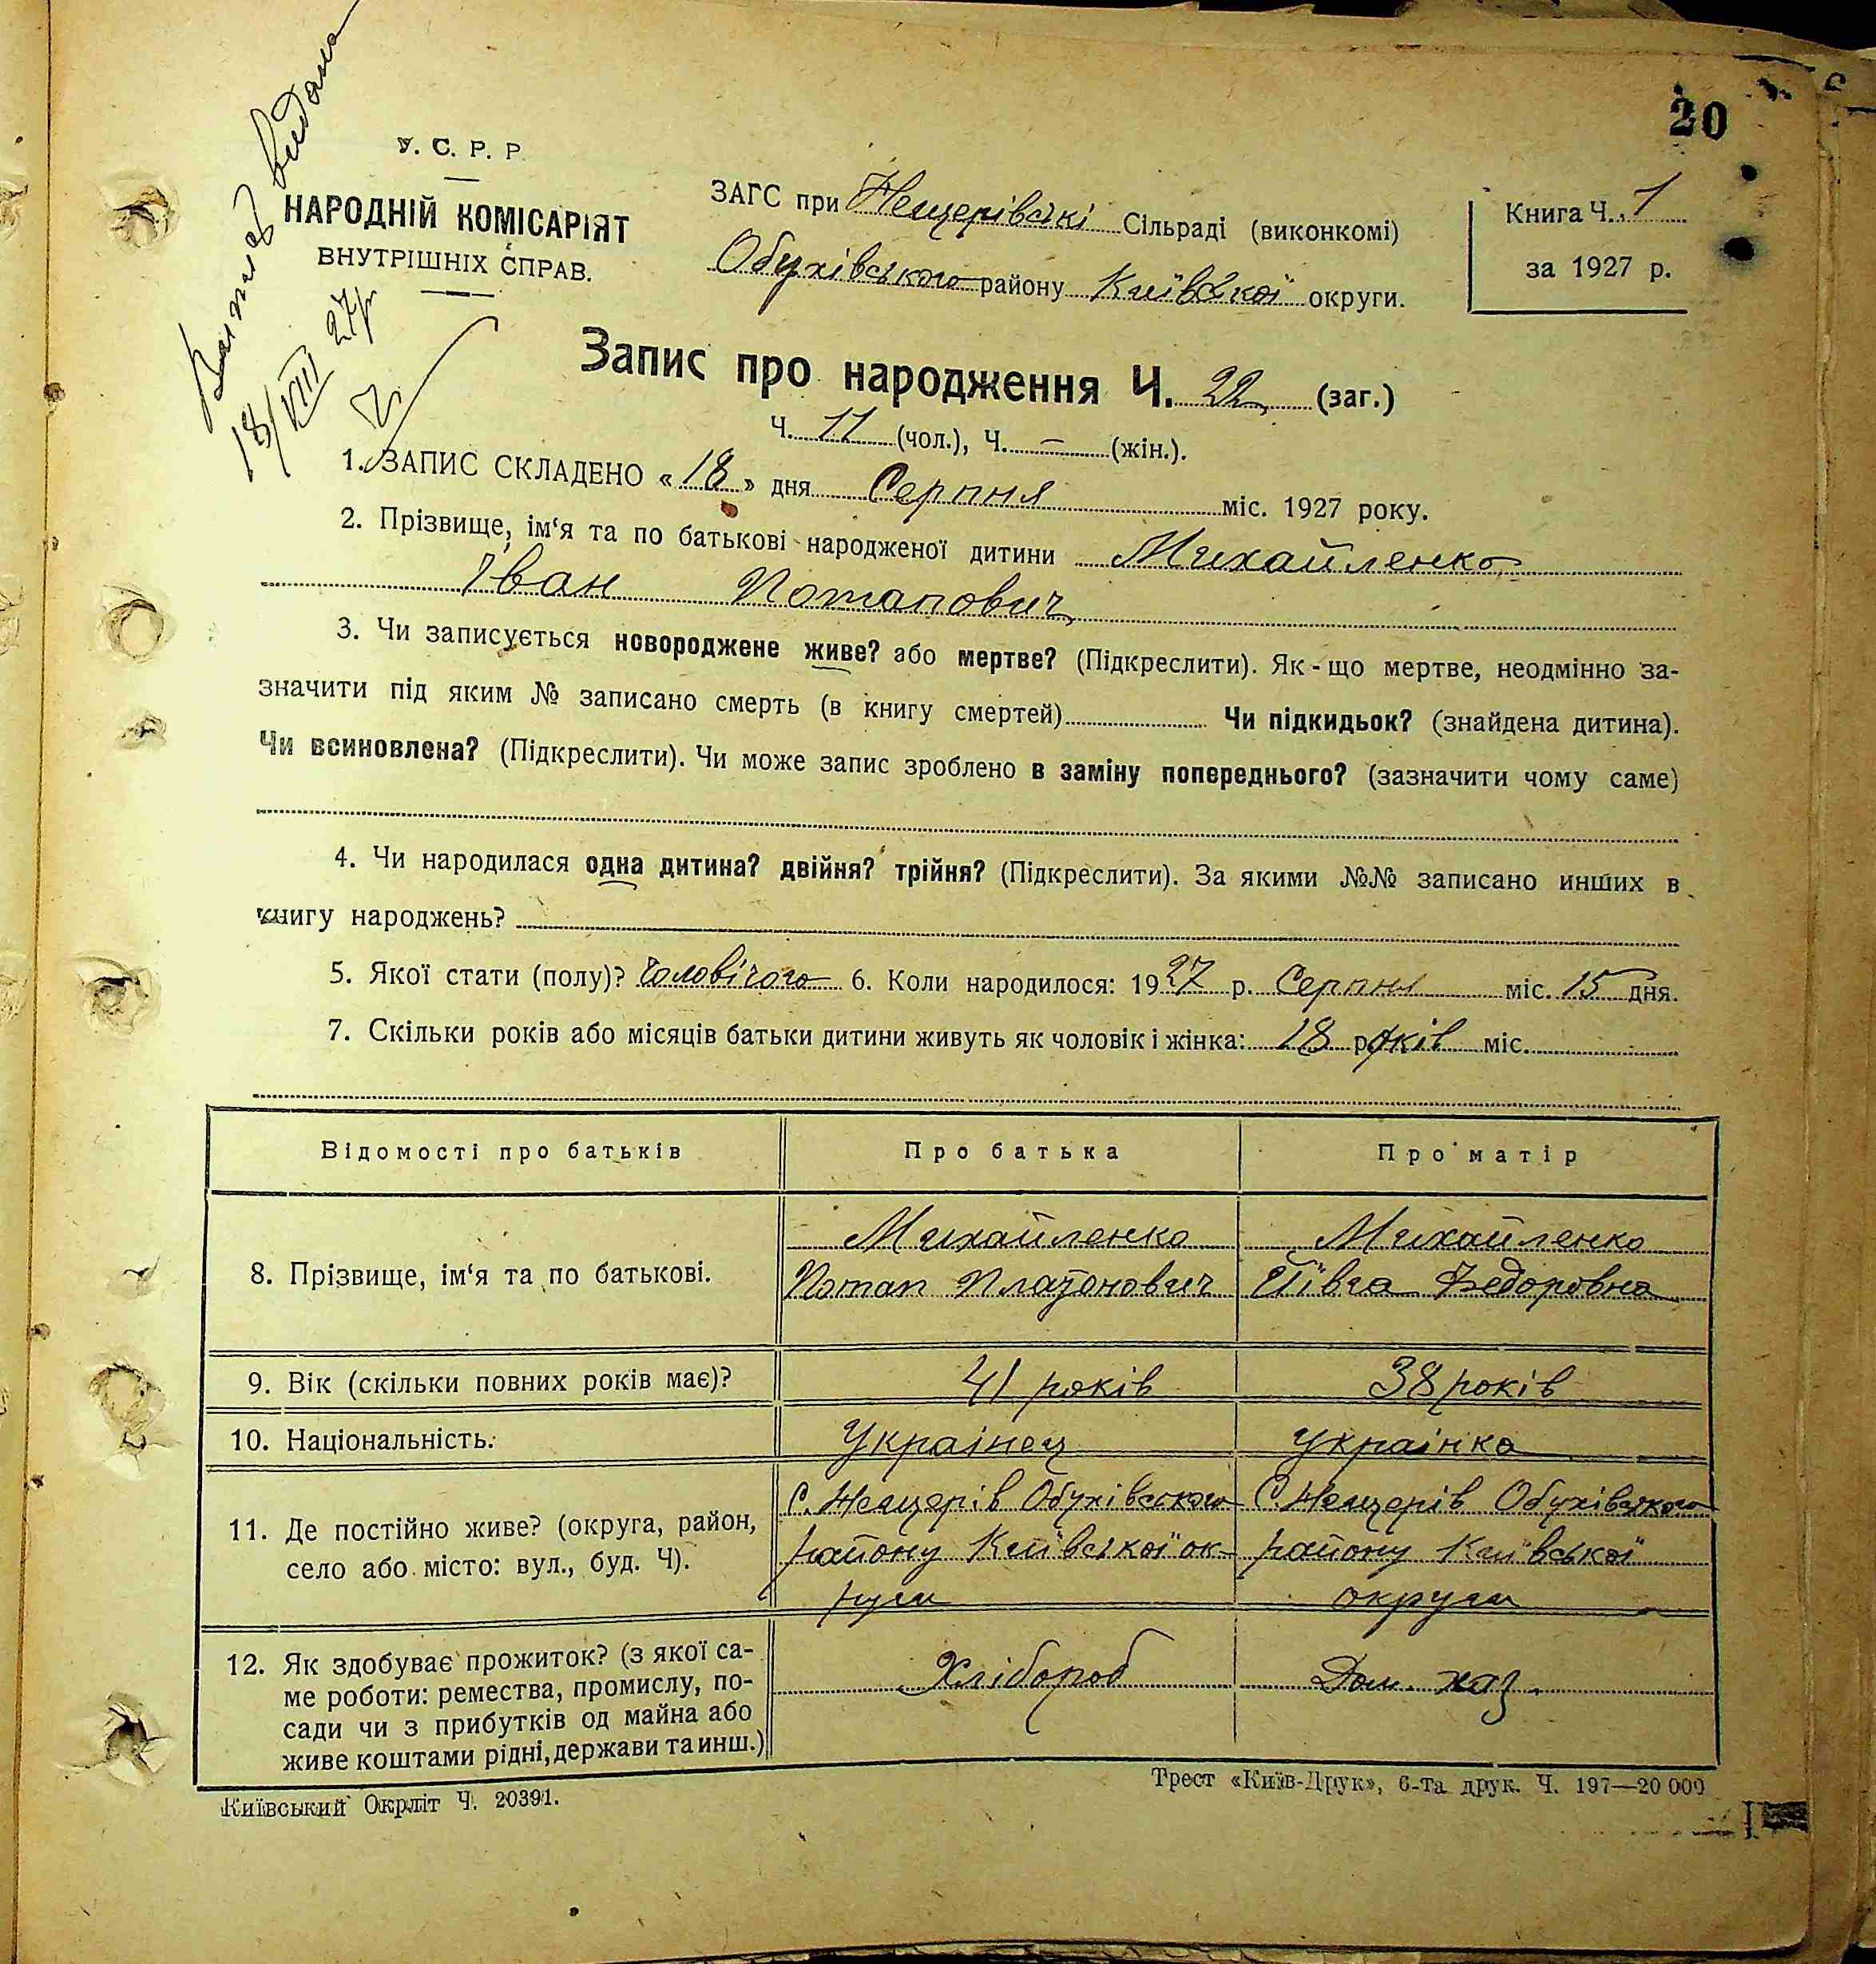 20
Витяг видано
18/VIII 27р
У. С. Р. Р.
НАРОДНІЙ КОМІСАРІЯТ
ВНУТРІШНІХ СПРАВ.
ЗАГС при Нещерівські Сільраді (виконкомі)
Обухівського району Київської округи.
Книга Ч. 1
за 1927 р.
Запис про народження Ч. 22 (заг.)
Ч. 11 (чол.), Ч. — (жін.).
1. ЗАПИС СКЛАДЕНО «18» дня Серпня міс. 1927 року.
2. Прізвище, ім‘я та по батькові народженої дитини Михайленко
Іван Потапович
3. Чи записується новороджене живе? або мертве? (Підкреслити). Як-що мертве, неодмінно за-
значити під яким № записано смерть (в книгу смертей) Чи підкидьок? (знайдена дитина).
Чи всиновлена? (Підкреслити). Чи може запис зроблено в заміну попереднього? (зазначити чому саме)
4. Чи народилася одна дитина? двійня? трійня? (Підкреслити). За якими №№ записано инших в
книгу народжень?
5. Якої стати (полу)? Чоловічого 6. Коли народилося: 1927 р. Серпня міс. 15 дня.
7. Скільки років або місяців батьки дитини живуть як чоловік і жінка: 18 років міс.
Відомості про батьків Про батька Про матір
8. Прізвище, ім‘я та по батькові.
Михайленко
Потап Платонович
Михайленко
Ївга Федоровна
9. Вік (скільки повних років має)? 41 років 38 років
10. Національність. Українец Українка
11. Де постійно живе? (округа, район,
село або місто: вул., буд. Ч).
С. Нещерів Обухівського
району Київської ок-
руги
С. Нещерів Обухівського
району Київської
округи
12. Як здобуває прожиток? (з якої са-
ме роботи: ремества, промислу, по-
сади чи з прибутків од майна або
живе коштами рідні, держави та инш.)
Хлібороб
Дом. хоз.
Київський Окрліт Ч. 20391.
Трест «Київ-Друк», 6-та друк. Ч. 197—20 000